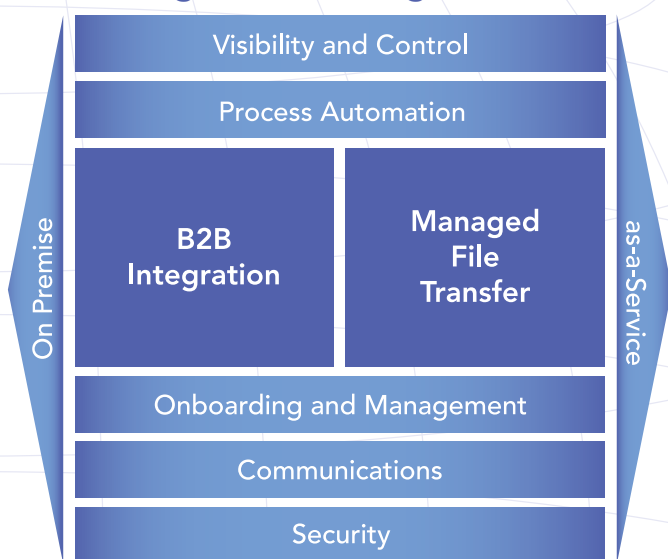 Visibility and Control
Process Automation
On Premise
B2B
Integration
Managed
File
Transfer
as-a-Service
Onboarding and Management
Communications
Security